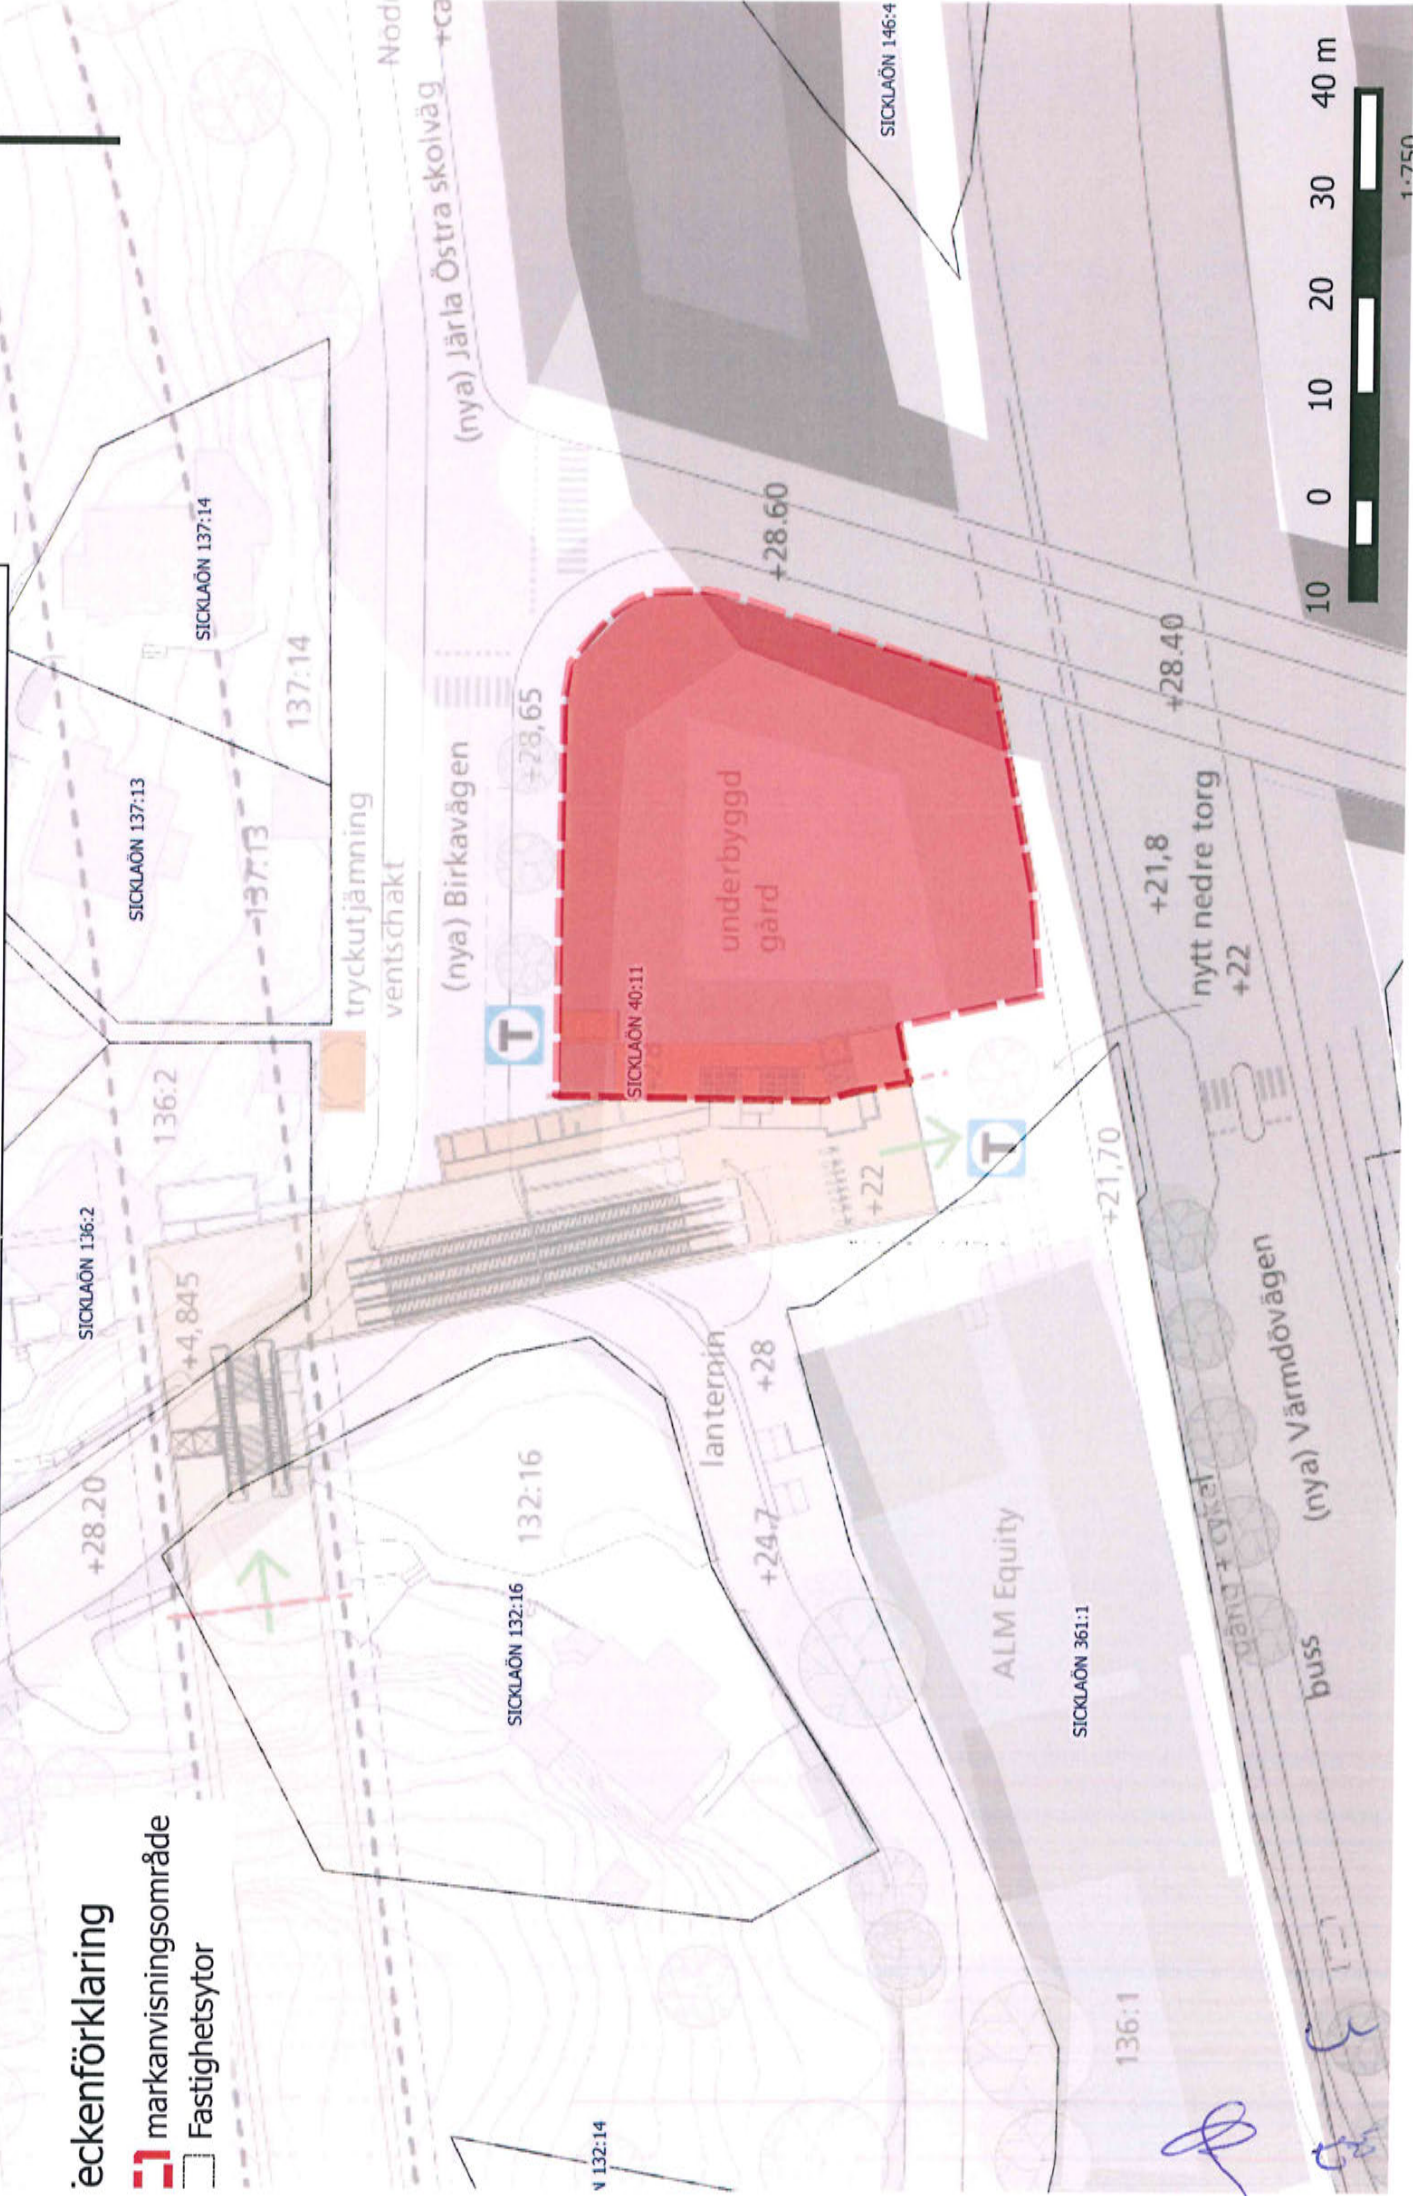 eckenförklaring
markanvisningsområde
Fastighetsytor
+28.20
SICKLAÖN 136:2
136:2
+4,845
SICKLAÖN 137:13
137:13
SICKLAÖN 137:14
137:14
tryckutjämning
ventschakt
(nya) Birkavägen
(nya) Järla Östra skolväg
+28,65
T
SICKLAÖN 40:11
underbyggd
gård
+28.60
SICKLAÖN 146:4
132:16
SICKLAÖN 132:16
lanternin
+28
+24.7
+22
T
+21,70
ALM Equity
SICKLAÖN 361:1
136:1
132:14
gång + cykel
buss
(nya) Värmdövägen
+21,8
nytt nedre torg
+22
+28.40
10 0 10 20 30 40 m
1:750